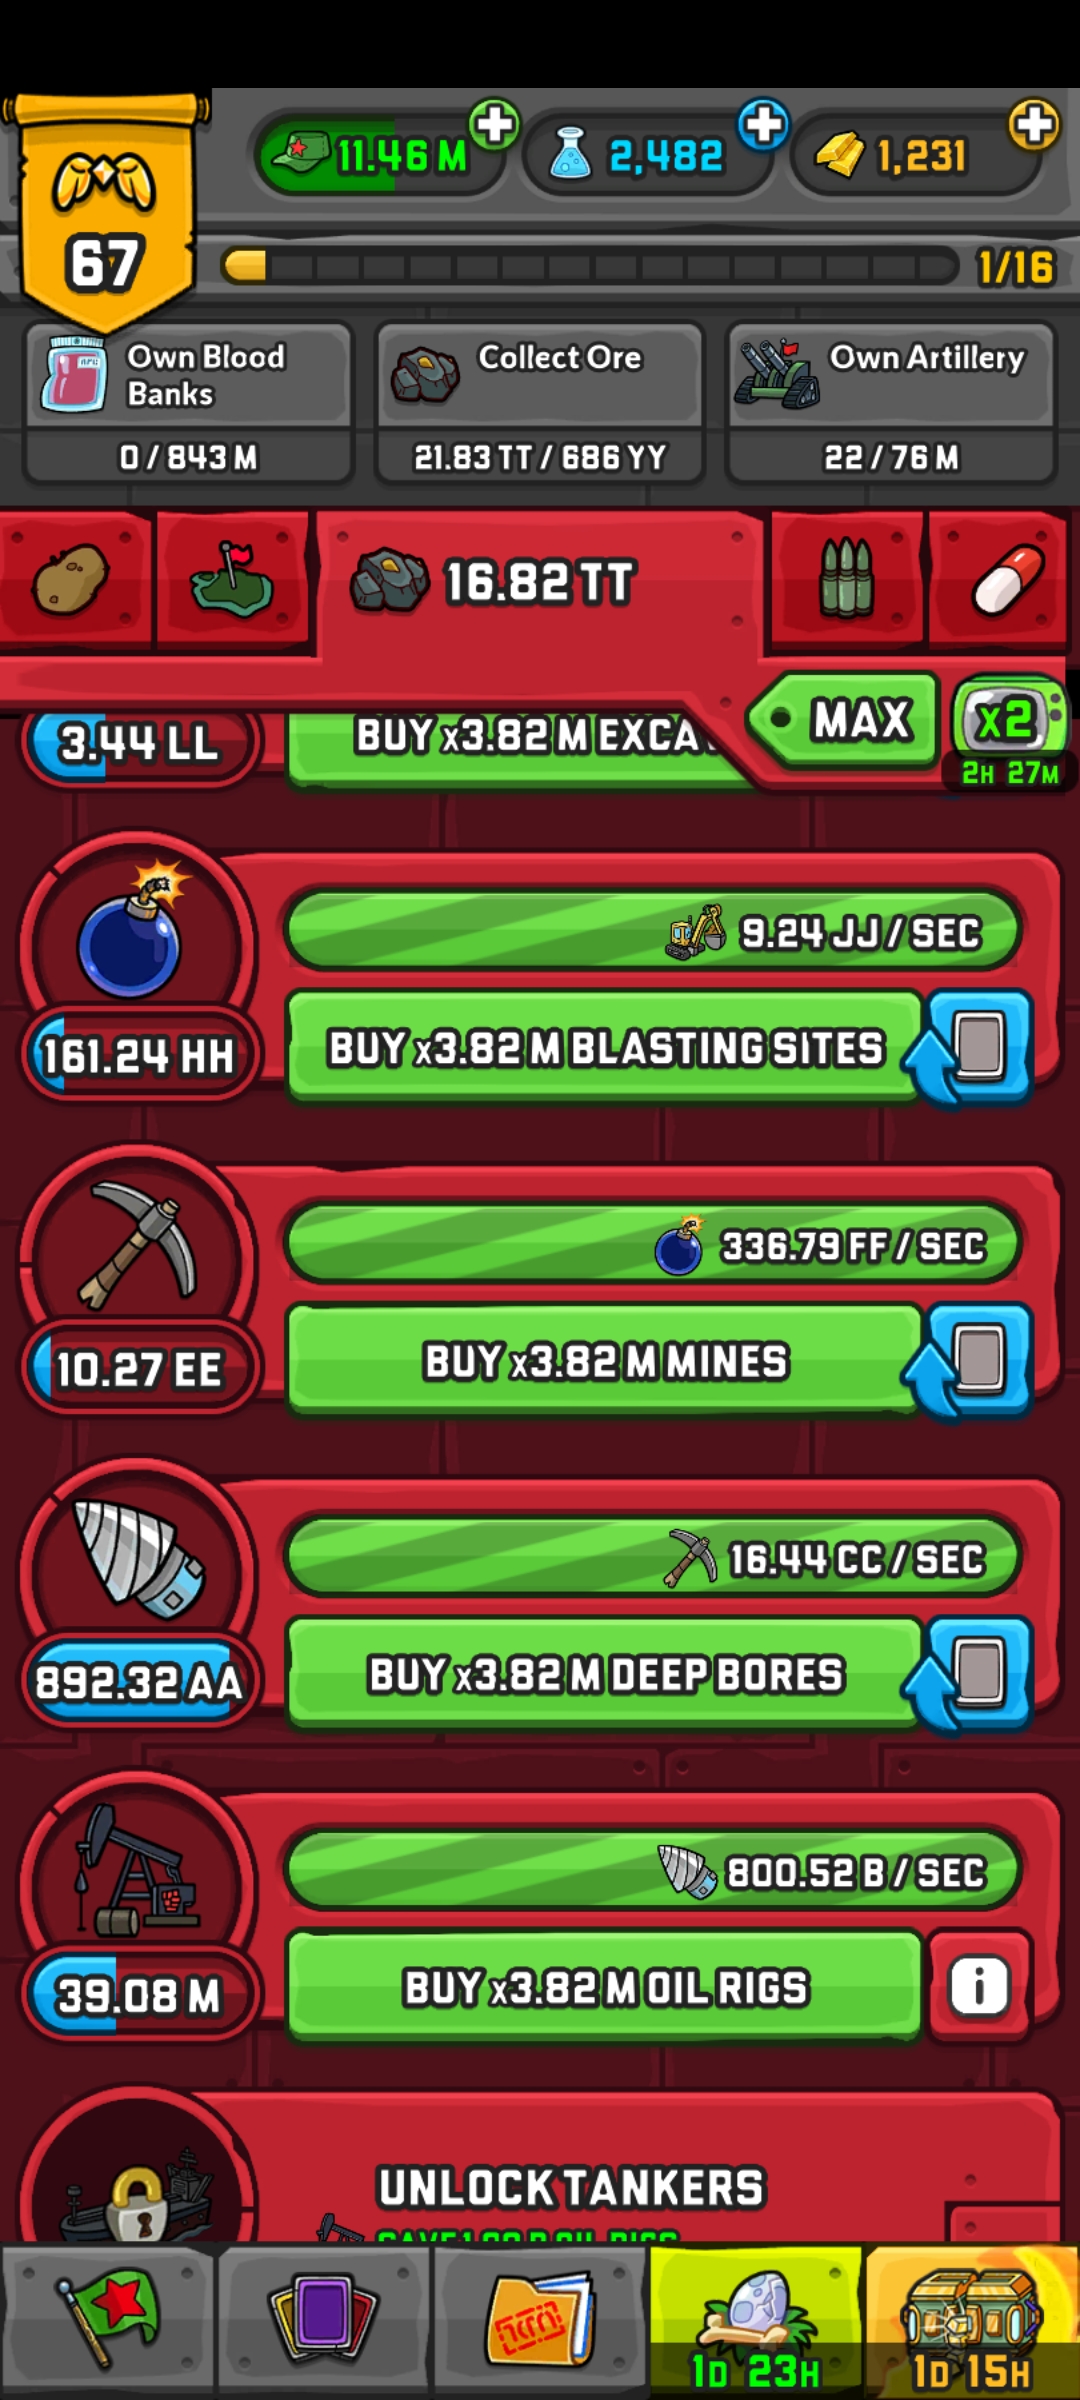 11.46 M
2,482
1,231
67
1/16
Own Blood
Banks
Collect Ore
Own Artillery
0 / 843 M
21.83 TT / 686 YY
22 / 76 M
16.82 TT
MAX
x2
2H 27M
3.44 LL
BUY x3.82 M EXCA
9.24 JJ / SEC
161.24 HH
BUY x3.82 M BLASTING SITES
336.79 FF / SEC
10.27 EE
BUY x3.82 M MINES
16.44 CC / SEC
892.32 AA
BUY x3.82 M DEEP BORES
800.52 B / SEC
39.08 M
BUY x3.82 M OIL RIGS
i
UNLOCK TANKERS
1D 23H
1D 15H